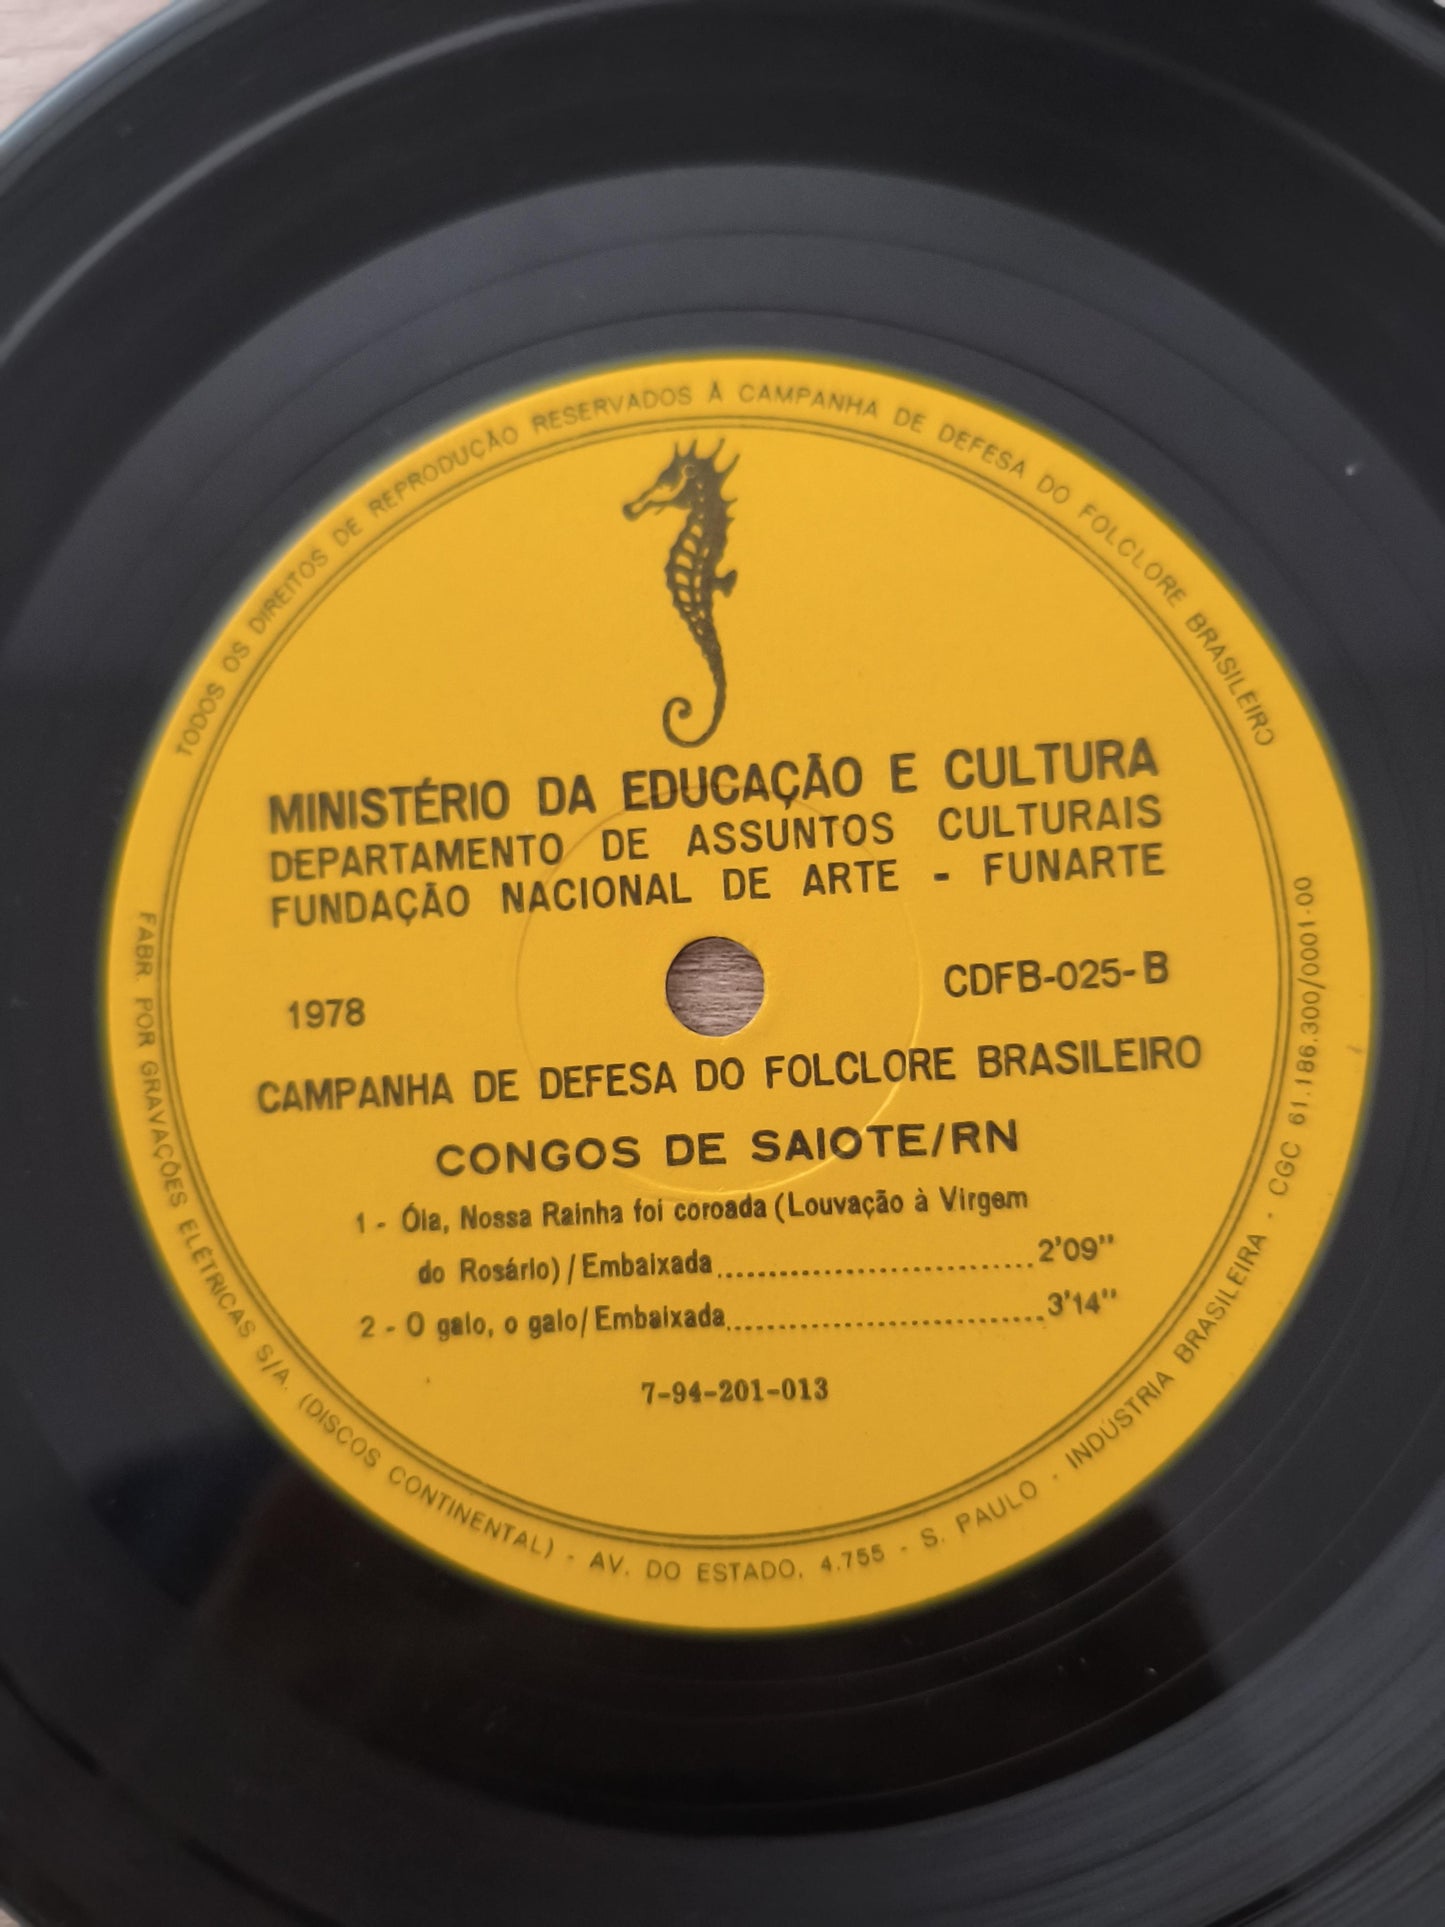 TODOS OS DIREITOS DE REPRODUÇÃO RESERVADOS À CAMPANHA DE DEFESA DO FOLCLORE BRASILEIRO
MINISTÉRIO DA EDUCAÇÃO E CULTURA
DEPARTAMENTO DE ASSUNTOS CULTURAIS
FUNDAÇÃO NACIONAL DE ARTE - FUNARTE
1978 CDFB-025-B
CAMPANHA DE DEFESA DO FOLCLORE BRASILEIRO
CONGOS DE SAIOTE/RN
1 - Óia, Nossa Rainha foi coroada (Louvação à Virgem
do Rosário) / Embaixada..............................2'09''
2 - O galo, o galo/ Embaixada..............................3'14''
7-94-201-013
FABR. POR GRAVAÇÕES ELÉTRICAS S/A. (DISCOS CONTINENTAL) - AV. DO ESTADO, 4.755 - S. PAULO - INDÚSTRIA BRASILEIRA - CGC 61.186.300/0001-00